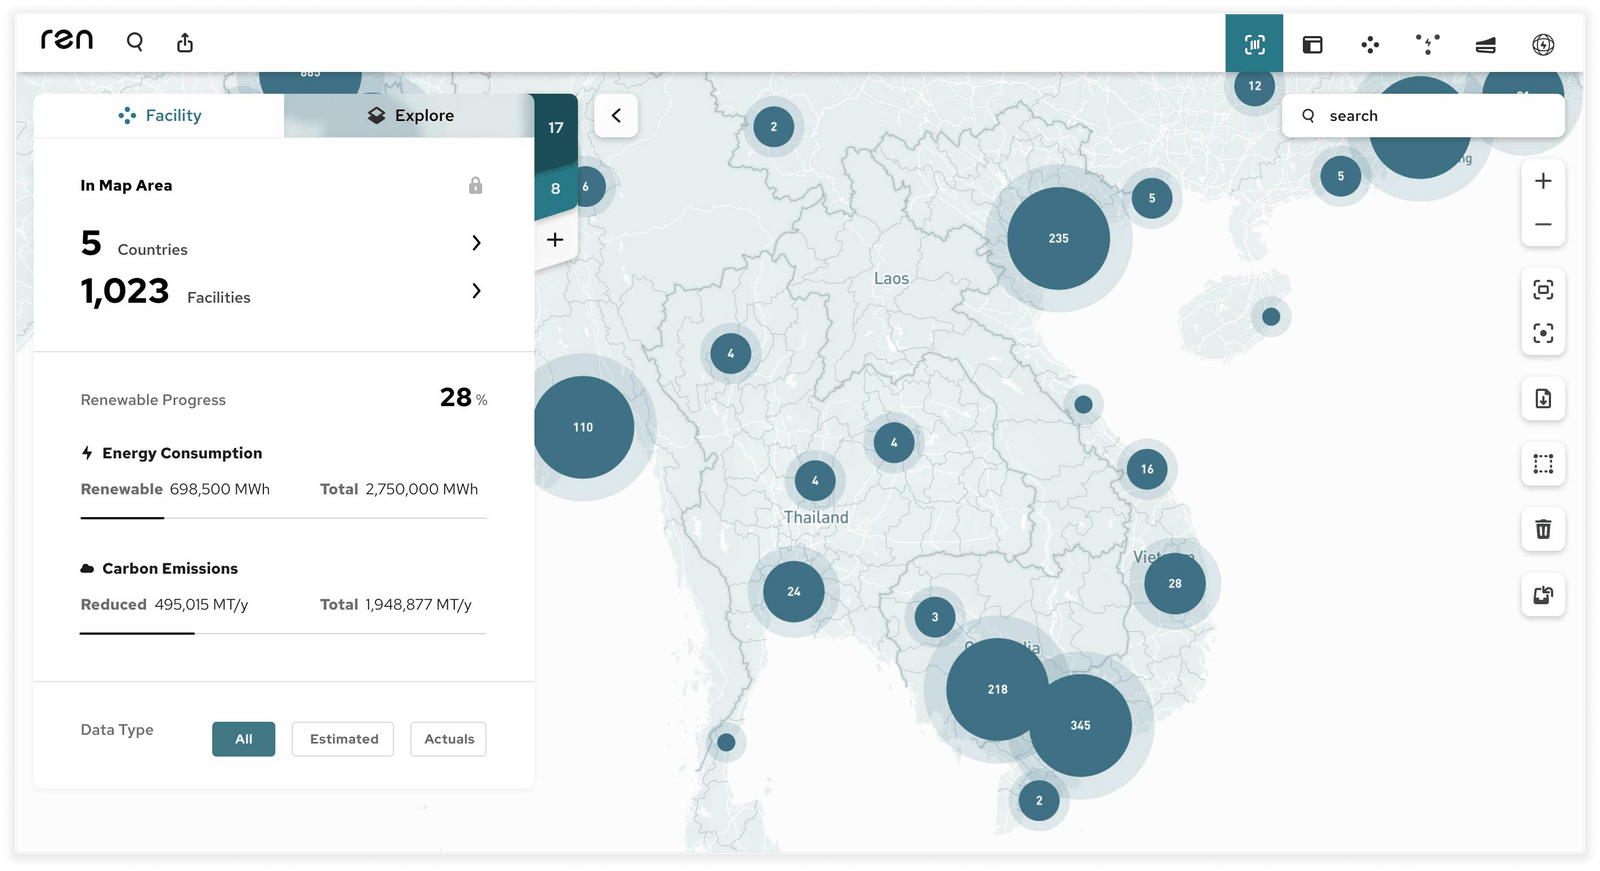 ren
Facility
Explore
17
8
In Map Area
5 Countries
1,023 Facilities
Renewable Progress 28 %
Energy Consumption
Renewable 698,500 MWh Total 2,750,000 MWh
Carbon Emissions
Reduced 495,015 MT/y Total 1,948,877 MT/y
Data Type All Estimated Actuals
search
2
12
6
5
5
235
Laos
4
110
4
4
16
Thailand
28
24
3
218
345
2